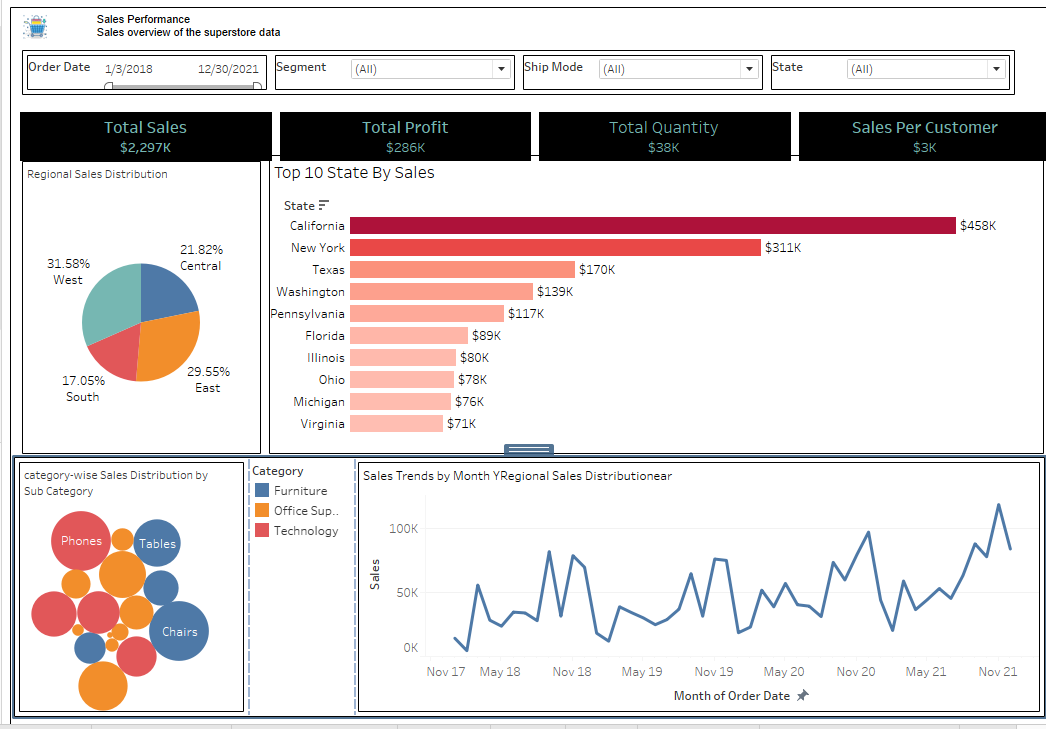 Sales Performance
Sales overview of the superstore data
Order Date
1/3/2018
12/30/2021
Segment
(All)
Ship Mode
(All)
State
(All)
Total Sales
$2,297K
Total Profit
$286K
Total Quantity
$38K
Sales Per Customer
$3K
Regional Sales Distribution
21.82%
Central
31.58%
West
29.55%
East
17.05%
South
Top 10 State By Sales
State
California $458K
New York $311K
Texas $170K
Washington $139K
Pennsylvania $117K
Florida $89K
Illinois $80K
Ohio $78K
Michigan $76K
Virginia $71K
category-wise Sales Distribution by
Sub Category
Phones
Tables
Chairs
Category
Furniture
Office Sup..
Technology
Sales Trends by Month YRegional Sales Distributionear
Sales
100K
50K
0K
Nov 17 May 18 Nov 18 May 19 Nov 19 May 20 Nov 20 May 21 Nov 21
Month of Order Date